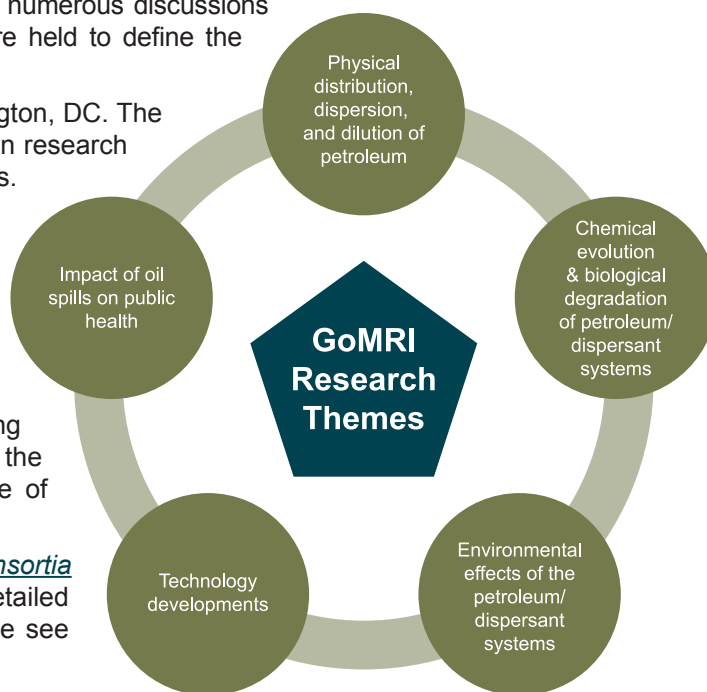 numerous discussions
re held to define the
gton, DC. The
n research
s.
ng
the
e of
nsortia
etailed
e see
Physical
distribution,
dispersion,
and dilution of
petroleum
Chemical
evolution
& biological
degradation
of petroleum/
dispersant
systems
Environmental
effects of the
petroleum/
dispersant
systems
Technology
developments
Impact of oil
spills on public
health
GoMRI
Research
Themes